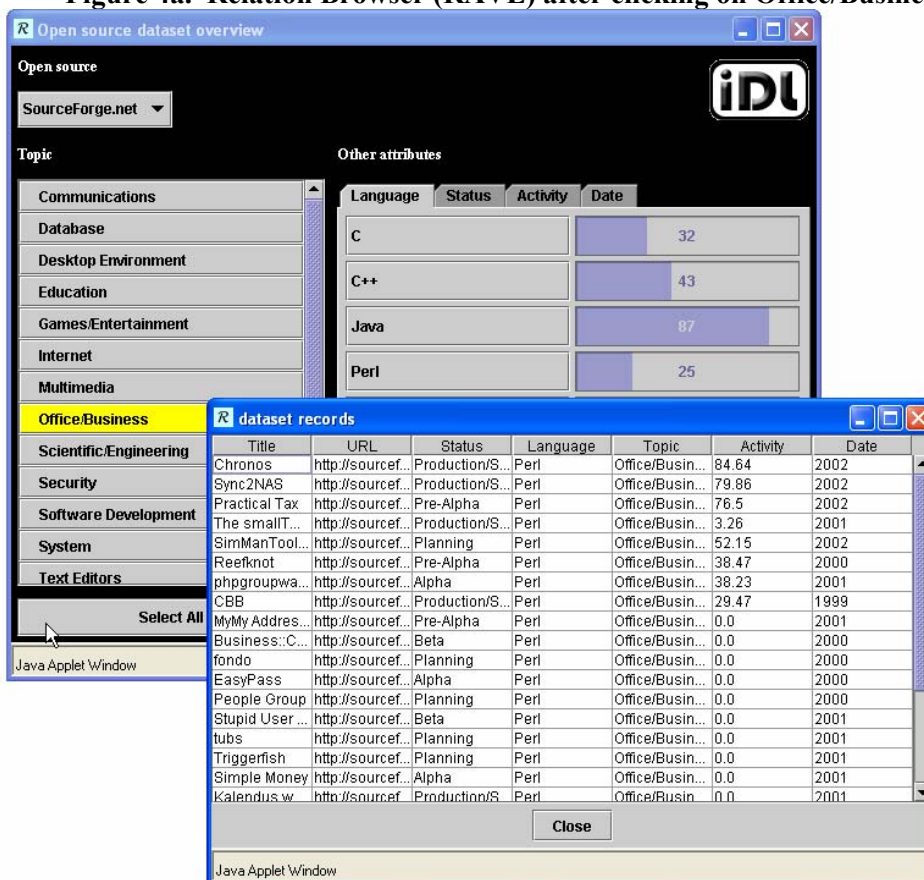 Figure 4a. Relation Browser (RAVE) after clicking on Office/Busine
R Open source dataset overview
Open source
SourceForge.net
iDL
Topic
Other attributes
Communications
Database
Desktop Environment
Education
Games/Entertainment
Internet
Multimedia
Office/Business
Scientific/Engineering
Security
Software Development
System
Text Editors
Select All
Java Applet Window
Language Status Activity Date
C 32
C++ 43
Java 87
Perl 25
R dataset records
Title URL Status Language Topic Activity Date
Chronos http://sourcef... Production/S... Perl Office/Busin... 84.64 2002
Sync2NAS http://sourcef... Production/S... Perl Office/Busin... 79.86 2002
Practical Tax http://sourcef... Pre-Alpha Perl Office/Busin... 76.5 2002
The smallT... http://sourcef... Production/S... Perl Office/Busin... 3.26 2001
SimManTool... http://sourcef... Planning Perl Office/Busin... 52.15 2002
Reefknot http://sourcef... Pre-Alpha Perl Office/Busin... 38.47 2000
phpgroupwa... http://sourcef... Alpha Perl Office/Busin... 38.23 2001
CBB http://sourcef... Production/S... Perl Office/Busin... 29.47 1999
MyMy Addres... http://sourcef... Pre-Alpha Perl Office/Busin... 0.0 2001
Business::C... http://sourcef... Beta Perl Office/Busin... 0.0 2000
fondo http://sourcef... Planning Perl Office/Busin... 0.0 2000
EasyPass http://sourcef... Alpha Perl Office/Busin... 0.0 2000
People Group http://sourcef... Planning Perl Office/Busin... 0.0 2000
Stupid User ... http://sourcef... Beta Perl Office/Busin... 0.0 2001
tubs http://sourcef... Planning Perl Office/Busin... 0.0 2001
Triggerfish http://sourcef... Planning Perl Office/Busin... 0.0 2001
Simple Money http://sourcef... Alpha Perl Office/Busin... 0.0 2001
Kalendus w... http://sourcef... Production/S... Perl Office/Busin... 0.0 2001
Close
Java Applet Window